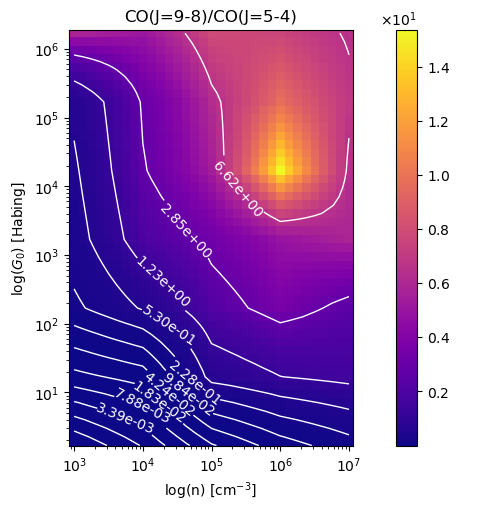 CO(J=9-8)/CO(J=5-4)
×10¹
log(G₀) [Habing]
10⁶
10⁵
10⁴
10³
10²
10¹
6.62e+00
2.85e+00
1.23e+00
5.30e-01
2.28e-01
9.84e-02
4.24e-02
1.83e-02
7.88e-03
3.39e-03
10³ 10⁴ 10⁵ 10⁶ 10⁷
log(n) [cm⁻³]
1.4
1.2
1.0
0.8
0.6
0.4
0.2